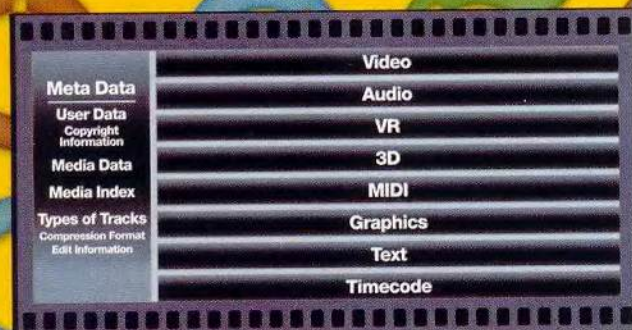 Meta Data
User Data
Copyright
Information
Media Data
Media Index
Types of Tracks
Compression Format
Edit Information
Video
Audio
VR
3D
MIDI
Graphics
Text
Timecode